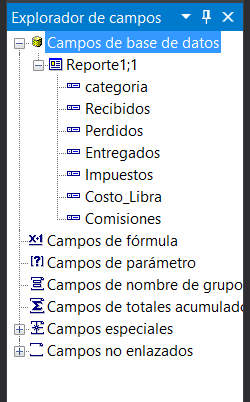 Explorador de campos
Campos de base de datos
Reporte1;1
categoria
Recibidos
Perdidos
Entregados
Impuestos
Costo_Libra
Comisiones
Campos de fórmula
Campos de parámetro
Campos de nombre de grupo
Campos de totales acumulado
Campos especiales
Campos no enlazados